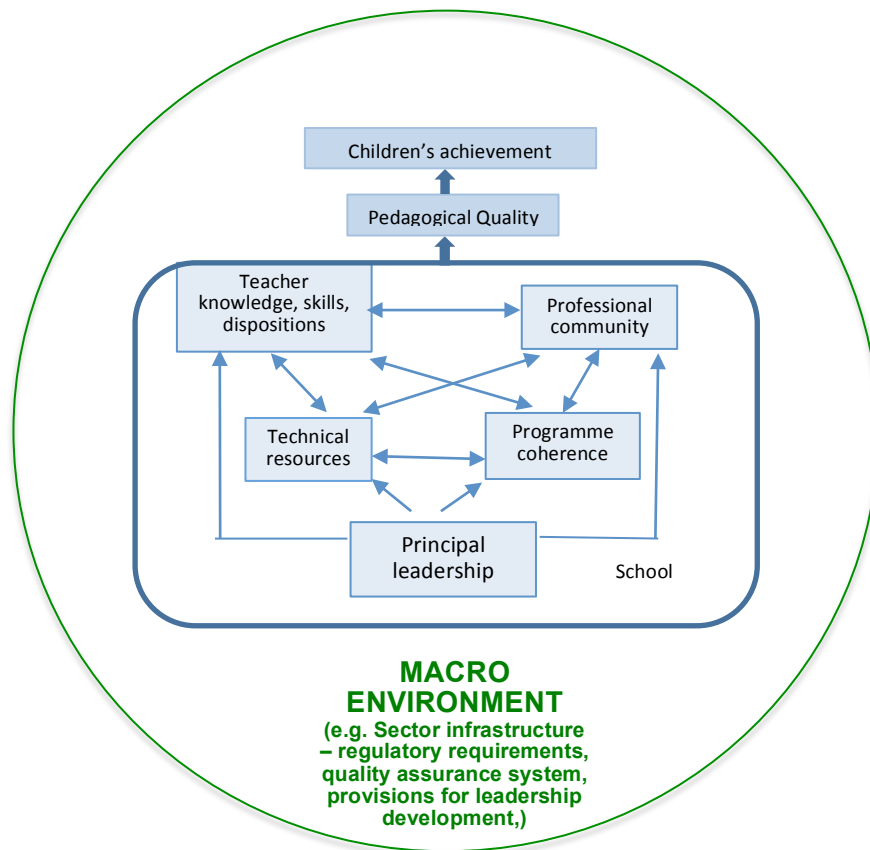 Children’s achievement
Pedagogical Quality
Teacher
knowledge, skills,
dispositions
Professional
community
Technical
resources
Programme
coherence
Principal
leadership
School
MACRO
ENVIRONMENT
(e.g. Sector infrastructure
– regulatory requirements,
quality assurance system,
provisions for leadership
development,)